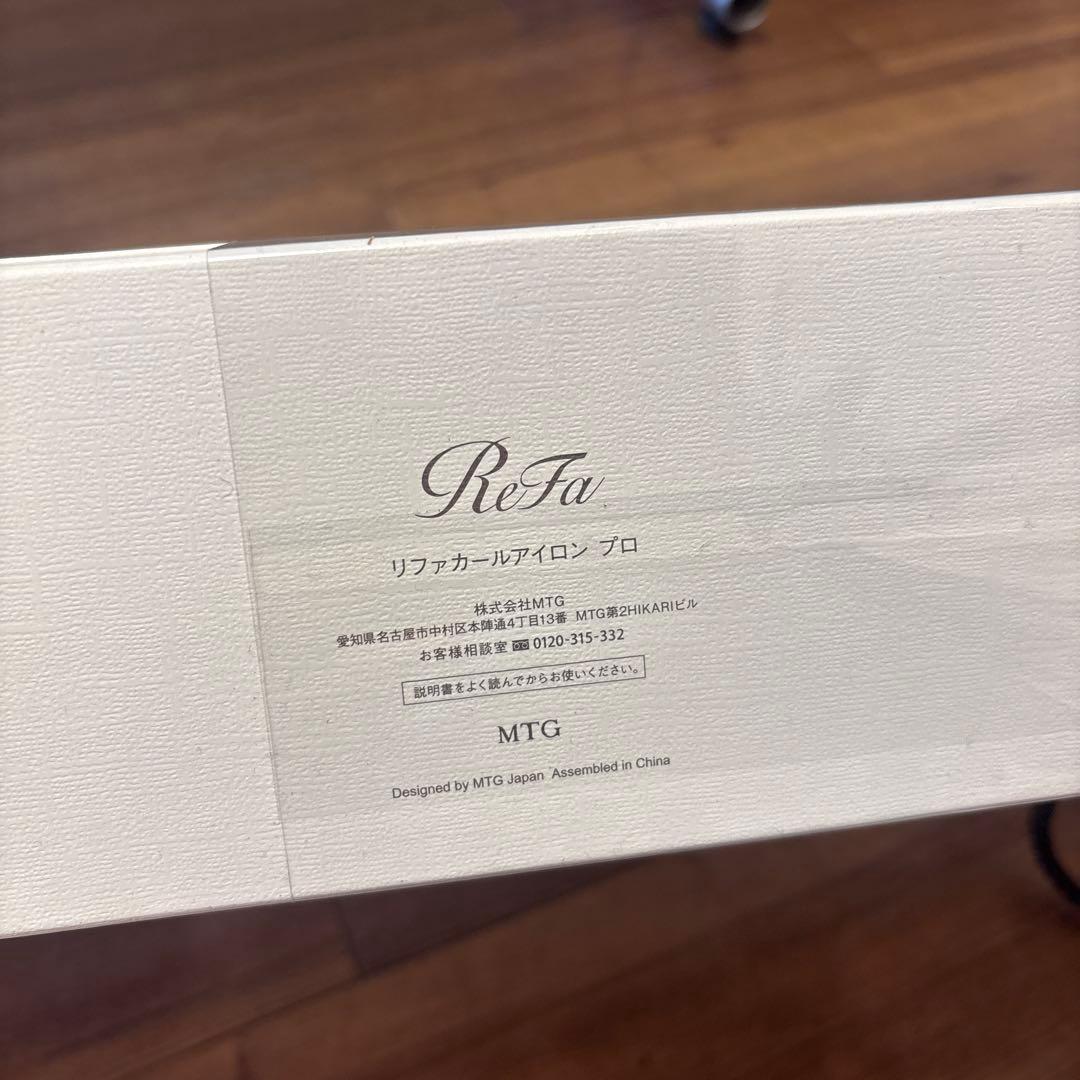 ReFa
リファカールアイロン プロ
株式会社MTG
愛知県名古屋市中村区本陣通4丁目13番 MTG第2HIKARIビル
お客様相談室 0120-315-332
説明書をよく読んでからお使いください。
MTG
Designed by MTG Japan Assembled in China